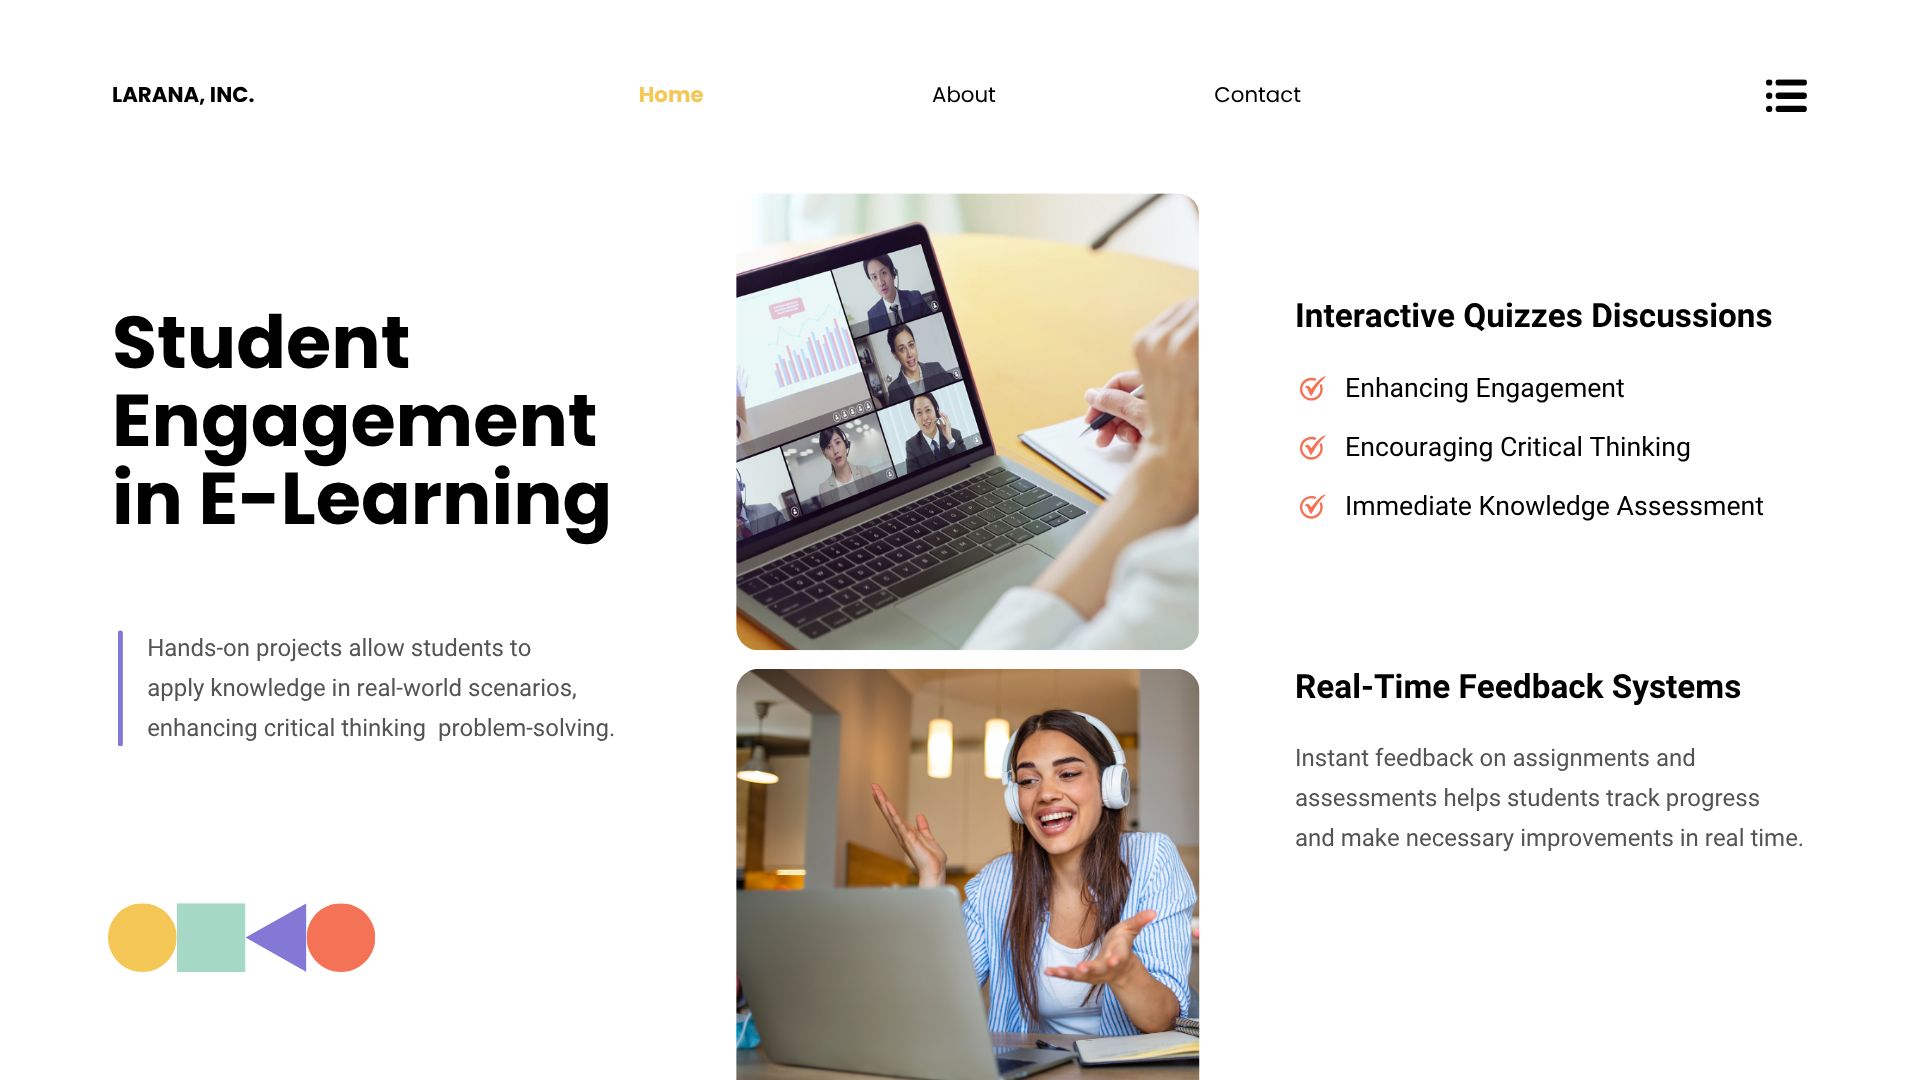 LARANA, INC.
Home
About
Contact
Student
Engagement
in E-Learning
Hands-on projects allow students to
apply knowledge in real-world scenarios,
enhancing critical thinking  problem-solving.
Interactive Quizzes Discussions
Enhancing Engagement
Encouraging Critical Thinking
Immediate Knowledge Assessment
Real-Time Feedback Systems
Instant feedback on assignments and
assessments helps students track progress
and make necessary improvements in real time.